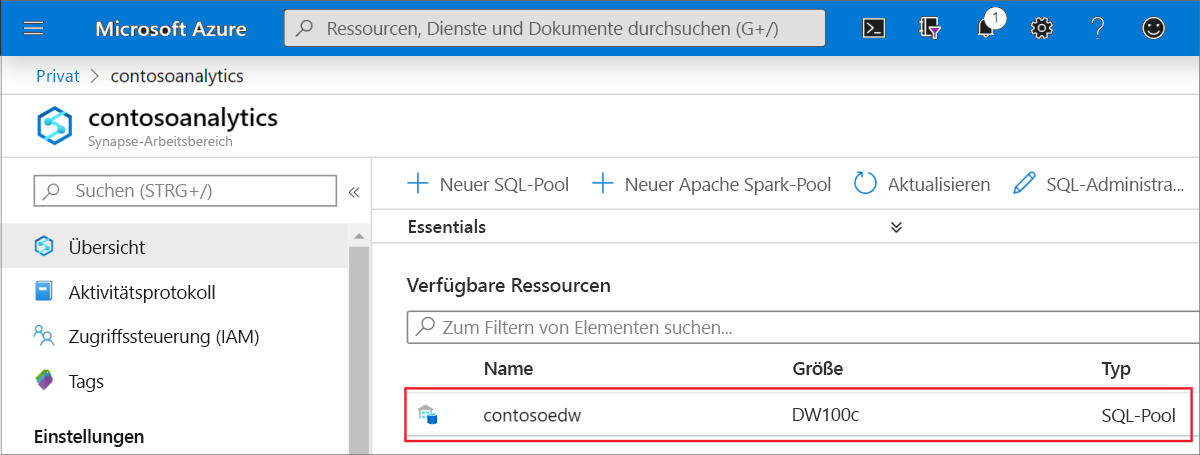 Microsoft Azure
Ressourcen, Dienste und Dokumente durchsuchen (G+/)
1
Privat > contosoanalytics
contosoanalytics
Synapse-Arbeitsbereich
Suchen (STRG+/)
«
+ Neuer SQL-Pool
+ Neuer Apache Spark-Pool
Aktualisieren
SQL-Administra...
Essentials
Übersicht
Aktivitätsprotokoll
Zugriffssteuerung (IAM)
Tags
Einstellungen
Verfügbare Ressourcen
Zum Filtern von Elementen suchen...
Name Größe Typ
contosoedw DW100c SQL-Pool